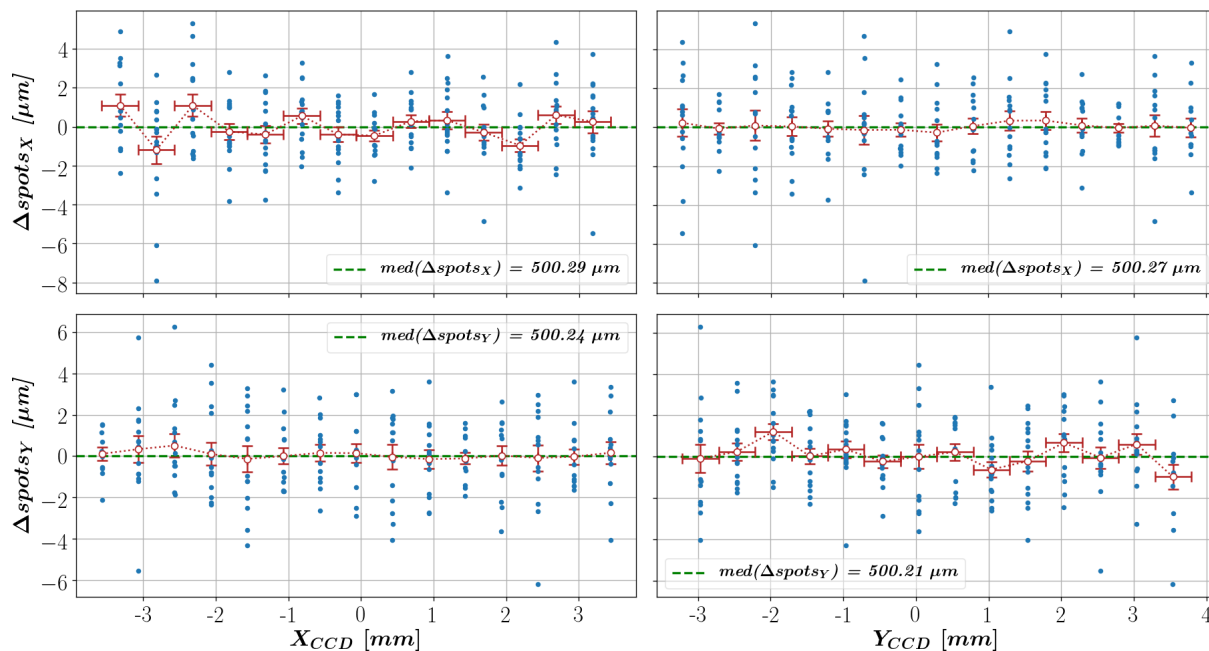 4
2
0
−2
−4
−6
−8
Δspots_X [μm]
med(Δspots_X) = 500.29 μm
med(Δspots_X) = 500.27 μm
6
4
2
0
−2
−4
−6
Δspots_Y [μm]
med(Δspots_Y) = 500.24 μm
med(Δspots_Y) = 500.21 μm
-3 -2 -1 0 1 2 3
-3 -2 -1 0 1 2 3 4
X_CCD [mm]
Y_CCD [mm]